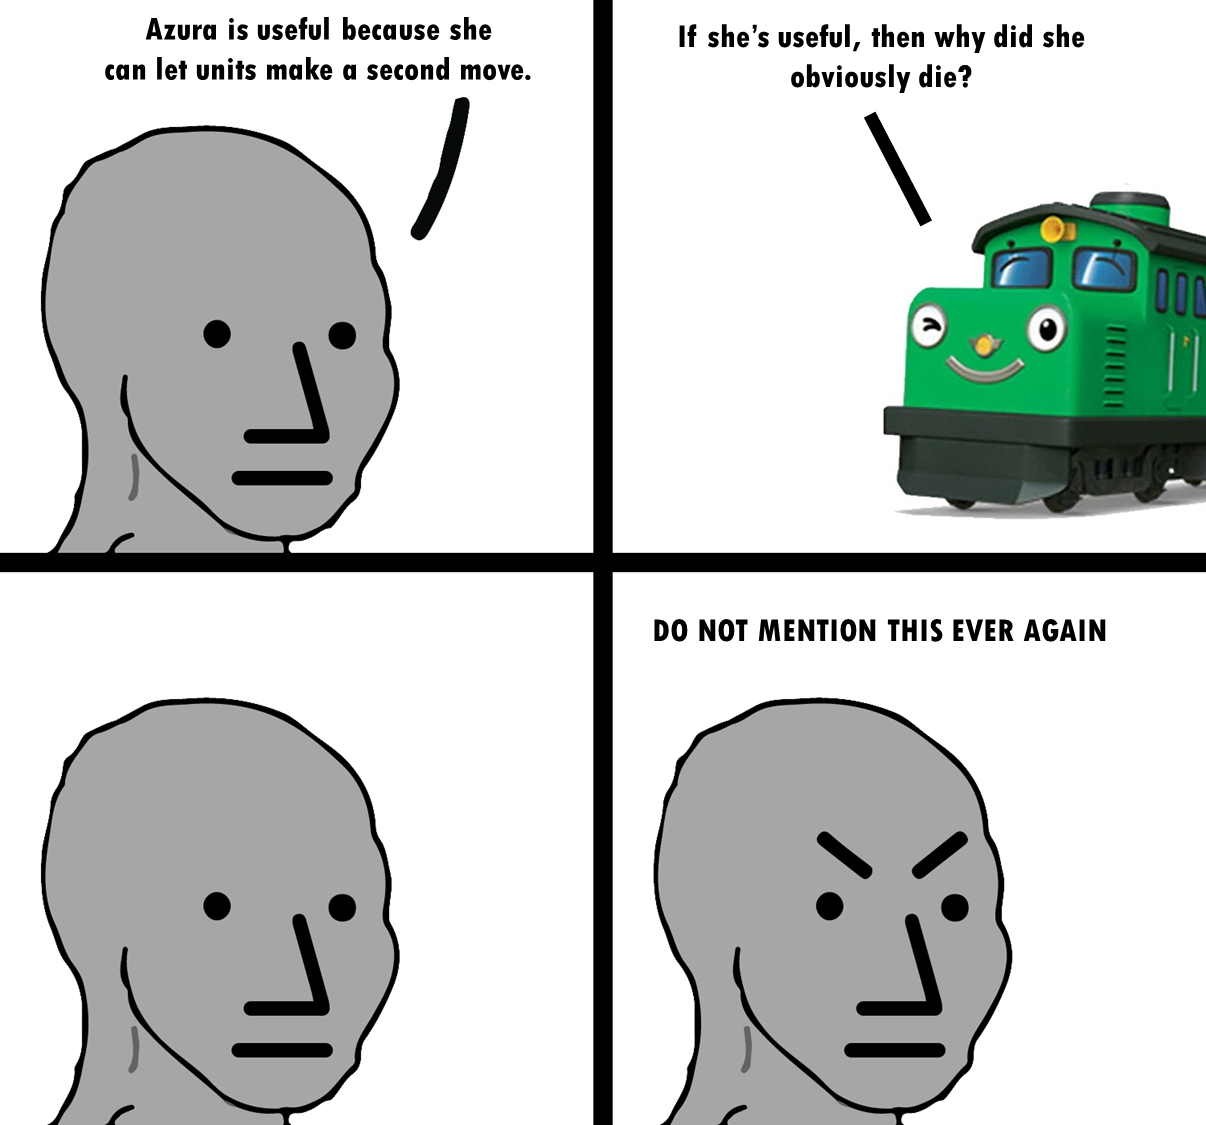 Azura is useful because she
can let units make a second move.
If she's useful, then why did she
obviously die?
DO NOT MENTION THIS EVER AGAIN